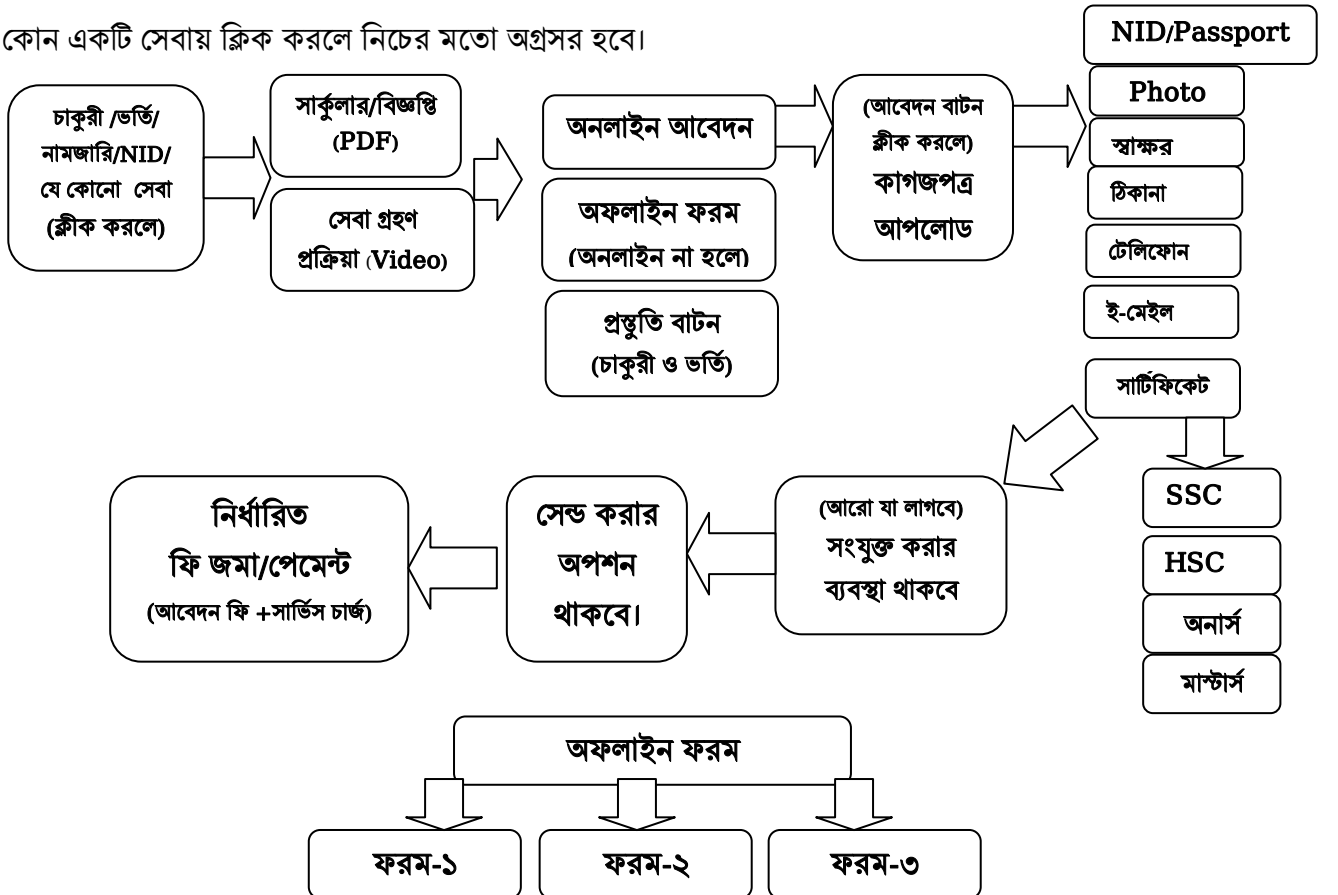 কোন একটি সেবায় ক্লিক করলে নিচের মতো অগ্রসর হবে।
চাকুরী /ভর্তি/
নামজারি/NID/
যে কোনো সেবা
(ক্লীক করলে)
সার্কুলার/বিজ্ঞপ্তি
(PDF)
সেবা গ্রহণ
প্রক্রিয়া (Video)
অনলাইন আবেদন
অফলাইন ফরম
(অনলাইন না হলে)
প্রস্তুতি বাটন
(চাকুরী ও ভর্তি)
(আবেদন বাটন
ক্লীক করলে)
কাগজপত্র
আপলোড
NID/Passport
Photo
স্বাক্ষর
ঠিকানা
টেলিফোন
ই-মেইল
সার্টিফিকেট
SSC
HSC
অনার্স
মাস্টার্স
(আরো যা লাগবে)
সংযুক্ত করার
ব্যবস্থা থাকবে
সেন্ড করার
অপশন
থাকবে।
নির্ধারিত
ফি জমা/পেমেন্ট
(আবেদন ফি +সার্ভিস চার্জ)
অফলাইন ফরম
ফরম-১
ফরম-২
ফরম-৩